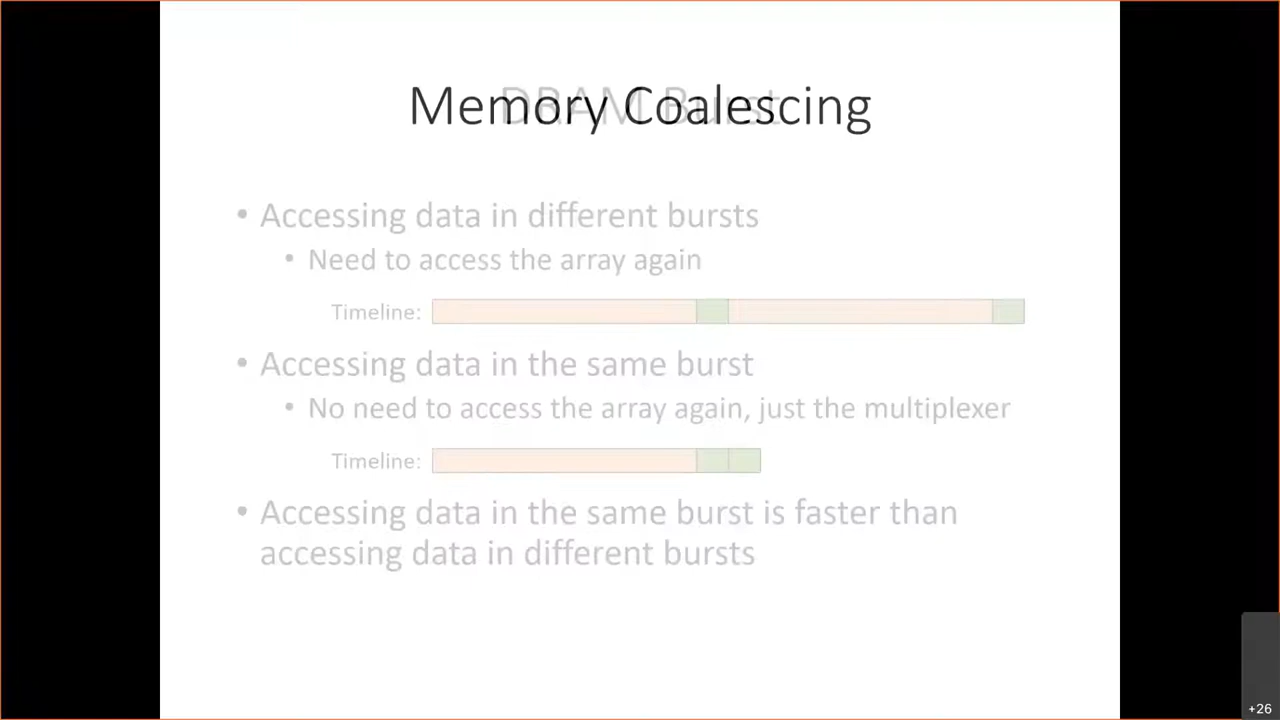 DRAM Burst
Memory Coalescing
• Accessing data in different bursts
• Need to access the array again
Timeline:
• Accessing data in the same burst
• No need to access the array again, just the multiplexer
Timeline:
• Accessing data in the same burst is faster than
accessing data in different bursts
+26